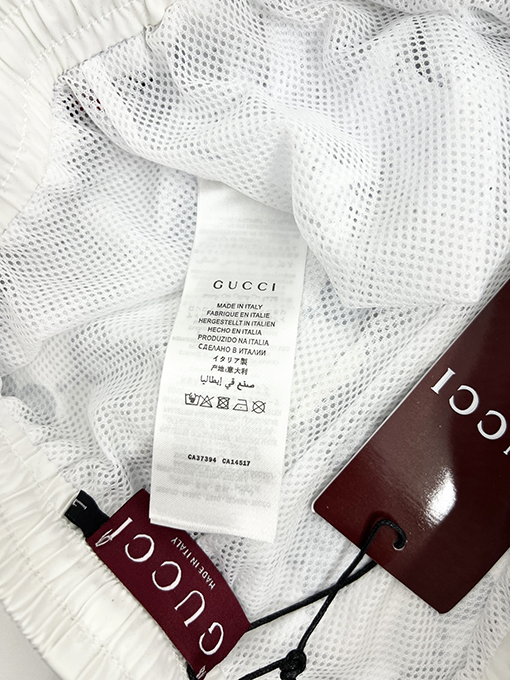 GUCCI
MADE IN ITALY
FABRIQUÉ EN ITALIE
HERGESTELLT IN ITALIEN
HECHO EN ITALIA
PRODUZIDO NA ITALIA
СДЕЛАНО В ИТАЛИИ
イタリア製
产地:意大利
صنع في إيطاليا
CA37394 CA14517
GUCCI
L
GUCCI
MADE IN ITALY